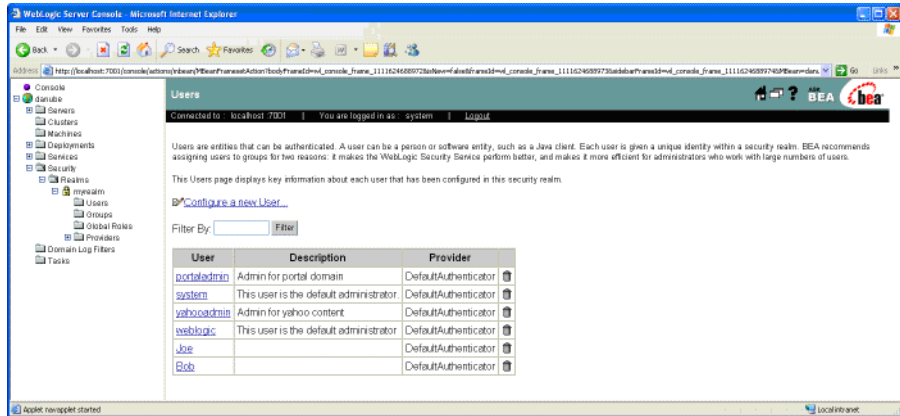 WebLogic Server Console - Microsoft Internet Explorer
File Edit View Favorites Tools Help
Back Search Favorites
Address Go Links »
Console
danube
Servers
Clusters
Machines
Deployments
Services
Security
Realms
myrealm
Users
Groups
Global Roles
Providers
Domain Log Filters
Tasks
Users
ASK BEA bea
Connected to : localhost :7001 | You are logged in as : system | Logout
Users are entities that can be authenticated. A user can be a person or software entity, such as a Java client. Each user is given a unique identity within a security realm. BEA recommends
assigning users to groups for two reasons: it makes the WebLogic Security Service perform better, and makes it more efficient for administrators who work with large numbers of users.
This Users page displays key information about each user that has been configured in this security realm.
Configure a new User...
Filter By: Filter
User Description Provider
portaladmin Admin for portal domain DefaultAuthenticator
system This user is the default administrator. DefaultAuthenticator
yahooadmin Admin for yahoo content DefaultAuthenticator
weblogic This user is the default administrator DefaultAuthenticator
Joe DefaultAuthenticator
Bob DefaultAuthenticator
Applet navapplet started
Local intranet